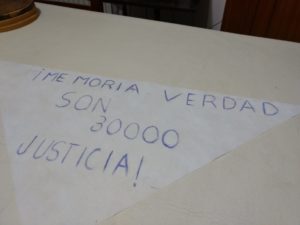 ¡MEMORIA VERDAD
SON
30000
JUSTICIA!